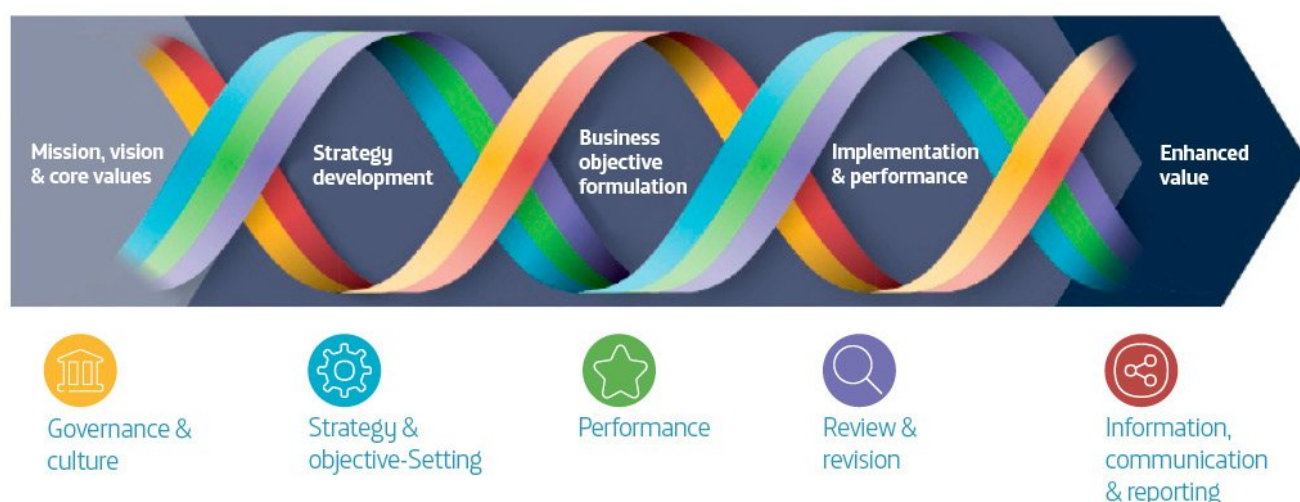 Mission, vision
& core values
Strategy
development
Business
objective
formulation
Implementation
& performance
Enhanced
value
Governance &
culture
Strategy &
objective-Setting
Performance
Review &
revision
Information,
communication
& reporting